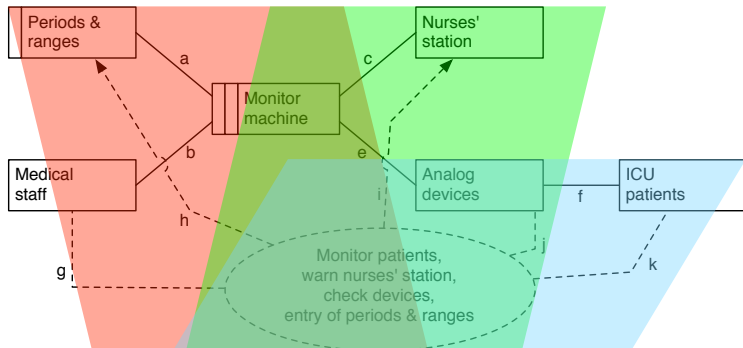 Periods &
ranges
Nurses'
station
a
c
Monitor
machine
b
e
Medical
staff
Analog
devices
ICU
patients
f
i
h
g
j
k
Monitor patients,
warn nurses' station,
check devices,
entry of periods & ranges